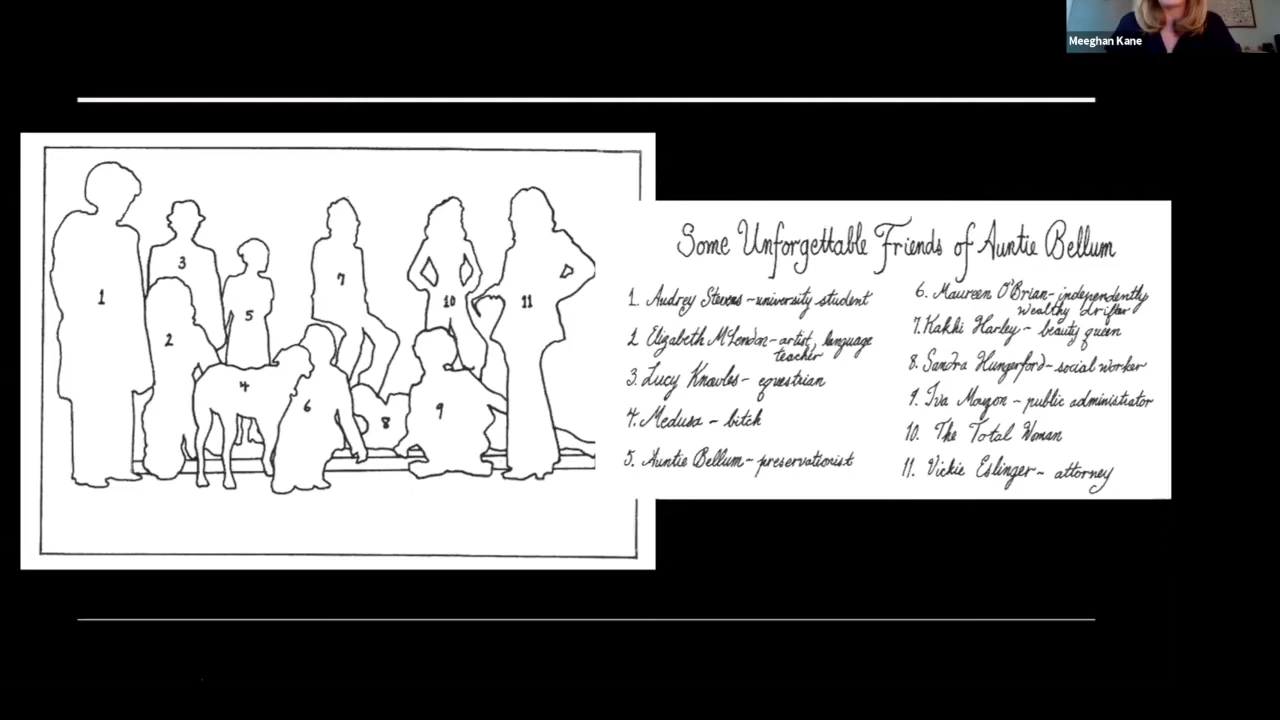 Meeghan Kane
1
2
3
4
5
6
7
8
9
10
11
Some Unforgettable Friends of Auntie Bellum
1. Audrey Stevens - university student
2. Elizabeth McLendon - artist, language
teacher
3. Lucy Knowles - equestrian
4. Medusa - bitch
5. Auntie Bellum - preservationist
6. Maureen O'Brian - independently
wealthy drifter
7. Kakki Harley - beauty queen
8. Sandra Hungerford - social worker
9. Iva - public administrator
10. The Total Woman
11. Vickie Eslinger - attorney